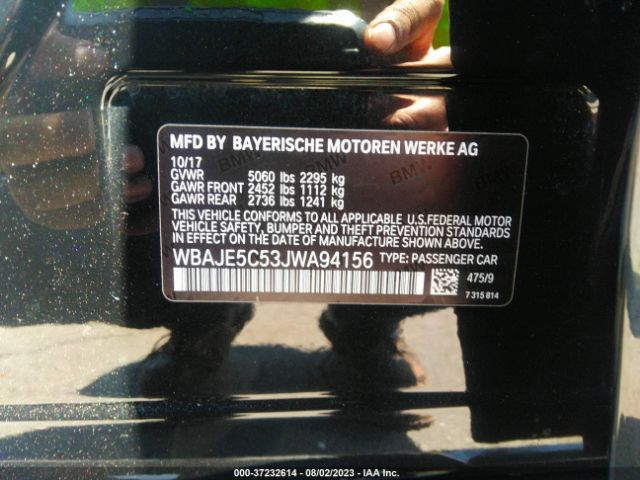 MFD BY BAYERISCHE MOTOREN WERKE AG
10/17
GVWR 5060 lbs 2295 kg
GAWR FRONT 2452 lbs 1112 kg
GAWR REAR 2736 lbs 1241 kg
THIS VEHICLE CONFORMS TO ALL APPLICABLE U.S.FEDERAL MOTOR
VEHICLE SAFETY, BUMPER AND THEFT PREVENTION STANDARDS IN
EFFECT ON THE DATE OF MANUFACTURE SHOWN ABOVE.
WBAJE5C53JWA94156 TYPE: PASSENGER CAR
475/9
7 315 814
000-37232614 - 08/02/2023 - IAA Inc.